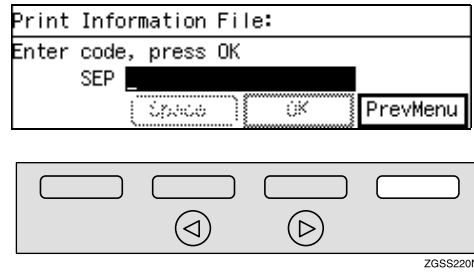 Print Information File:
Enter code, press OK
SEP _
Space OK PrevMenu
ZGSS220N